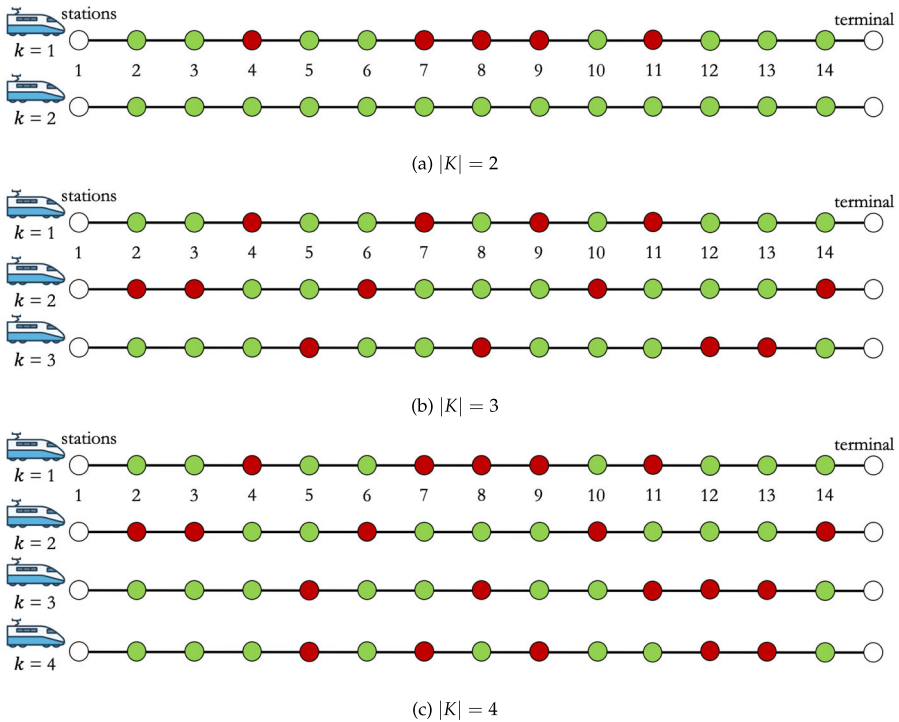 stations
terminal
k = 1
1 2 3 4 5 6 7 8 9 10 11 12 13 14
k = 2
(a) |K| = 2
stations
terminal
k = 1
1 2 3 4 5 6 7 8 9 10 11 12 13 14
k = 2
k = 3
(b) |K| = 3
stations
terminal
k = 1
1 2 3 4 5 6 7 8 9 10 11 12 13 14
k = 2
k = 3
k = 4
(c) |K| = 4